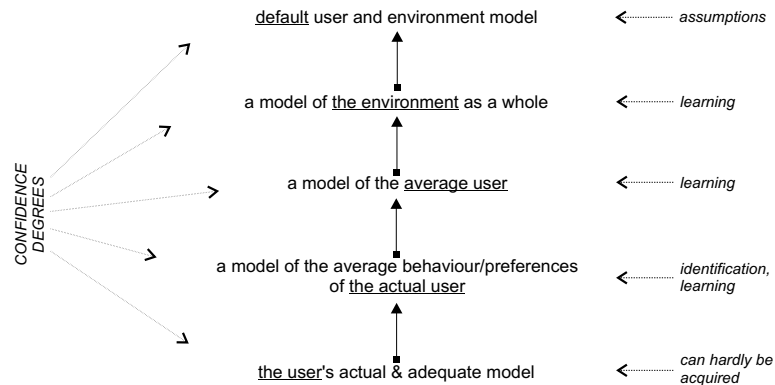 default user and environment model
assumptions
a model of the environment as a whole
learning
CONFIDENCE
DEGREES
a model of the average user
learning
a model of the average behaviour/preferences
of the actual user
identification,
learning
the user's actual & adequate model
can hardly be
acquired